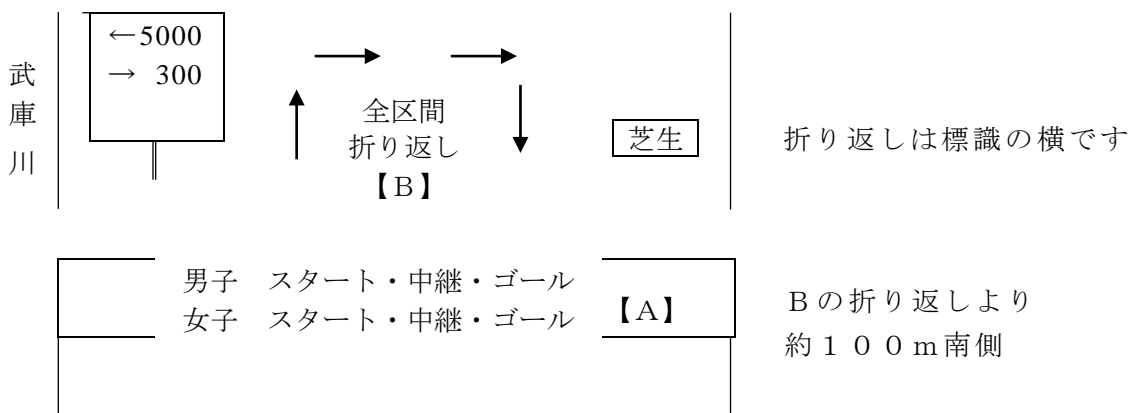 武庫川
←5000
→ 300
全区間
折り返し
【B】
芝生
折り返しは標識の横です
男子 スタート・中継・ゴール
女子 スタート・中継・ゴール
【A】
Bの折り返しより
約100m南側